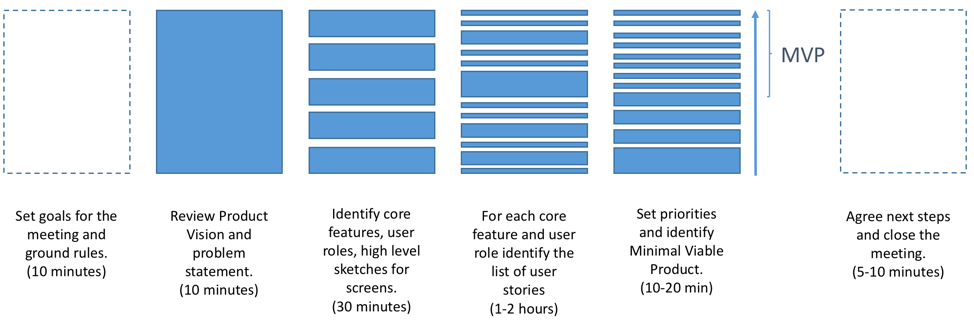 MVP
Set goals for the
meeting and
ground rules.
(10 minutes)
Review Product
Vision and
problem
statement.
(10 minutes)
Identify core
features, user
roles, high level
sketches for
screens.
(30 minutes)
For each core
feature and user
role identify the
list of user
stories
(1-2 hours)
Set priorities
and identify
Minimal Viable
Product.
(10-20 min)
Agree next steps
and close the
meeting.
(5-10 minutes)